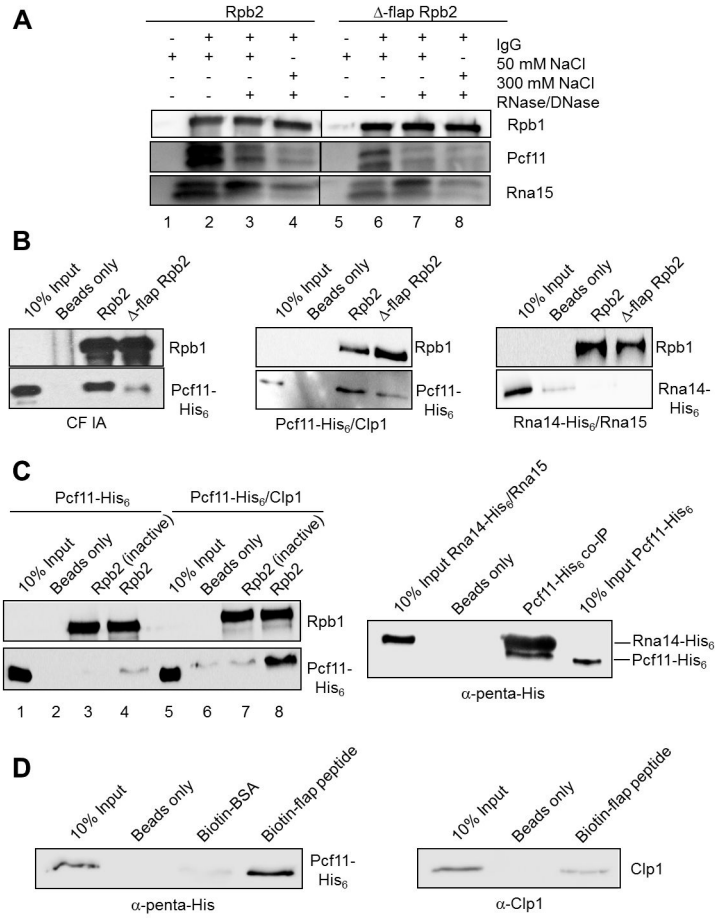 A
Rpb2 Δ-flap Rpb2
- + + + - + + + IgG
+ + + - + + + - 50 mM NaCl
- - - + - - - + 300 mM NaCl
- - + + - - + + RNase/DNase
Rpb1
Pcf11
Rna15
1 2 3 4 5 6 7 8
B
10% Input Beads only Rpb2 Δ-flap Rpb2
Rpb1
Pcf11-His6
CF IA
10% Input Beads only Rpb2 Δ-flap Rpb2
Rpb1
Pcf11-His6
Pcf11-His6/Clp1
10% Input Beads only Rpb2 Δ-flap Rpb2
Rpb1
Rna14-His6
Rna14-His6/Rna15
C
Pcf11-His6 Pcf11-His6/Clp1
10% Input Beads only Rpb2 (inactive) Rpb2 10% Input Beads only Rpb2 (inactive) Rpb2
Rpb1
Pcf11-His6
1 2 3 4 5 6 7 8
10% Input Rna14-His6/Rna15 Beads only Pcf11-His6 co-IP 10% Input Pcf11-His6
Rna14-His6
Pcf11-His6
α-penta-His
D
10% Input Beads only Biotin-BSA Biotin-flap peptide
Pcf11-His6
α-penta-His
10% Input Beads only Biotin-flap peptide
Clp1
α-Clp1